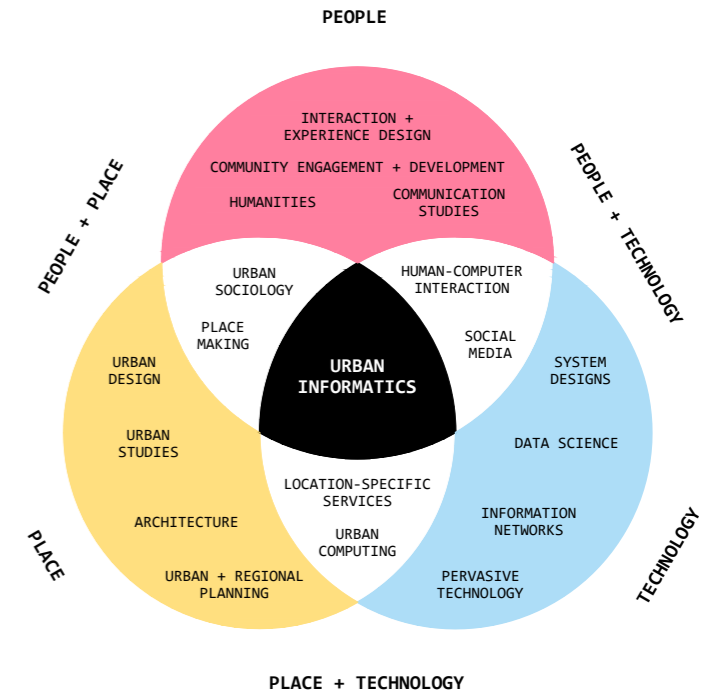 PEOPLE
INTERACTION +
EXPERIENCE DESIGN
COMMUNITY ENGAGEMENT + DEVELOPMENT
HUMANITIES
COMMUNICATION
STUDIES
PEOPLE + PLACE
PEOPLE + TECHNOLOGY
URBAN
SOCIOLOGY
HUMAN-COMPUTER
INTERACTION
PLACE
MAKING
SOCIAL
MEDIA
URBAN
INFORMATICS
URBAN
DESIGN
SYSTEM
DESIGNS
URBAN
STUDIES
DATA SCIENCE
LOCATION-SPECIFIC
SERVICES
ARCHITECTURE
INFORMATION
NETWORKS
URBAN
COMPUTING
URBAN + REGIONAL
PLANNING
PERVASIVE
TECHNOLOGY
PLACE
TECHNOLOGY
PLACE + TECHNOLOGY